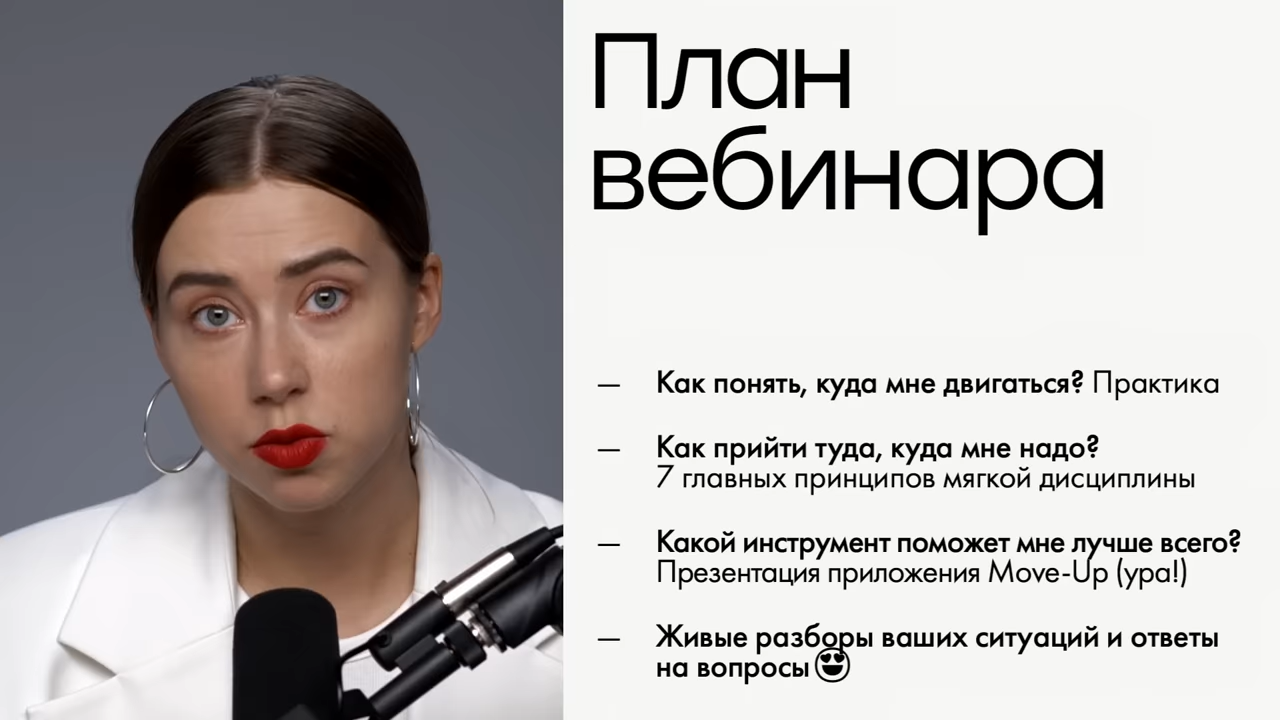 План
вебинара
— Как понять, куда мне двигаться? Практика
— Как прийти туда, куда мне надо?
7 главных принципов мягкой дисциплины
— Какой инструмент поможет мне лучше всего?
Презентация приложения Move-Up (ура!)
— Живые разборы ваших ситуаций и ответы
на вопросы 😍